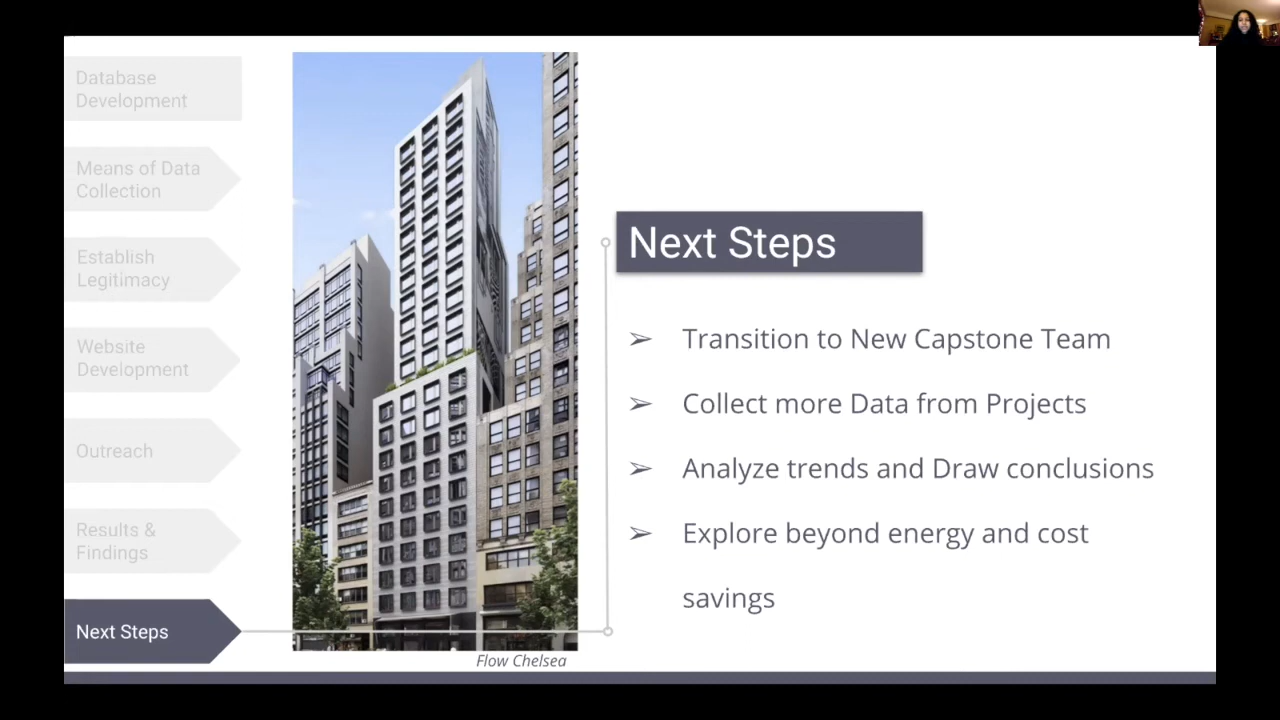 Database
Development
Means of Data
Collection
Establish
Legitimacy
Website
Development
Outreach
Results &
Findings
Next Steps
Flow Chelsea
Next Steps
➢ Transition to New Capstone Team
➢ Collect more Data from Projects
➢ Analyze trends and Draw conclusions
➢ Explore beyond energy and cost
savings